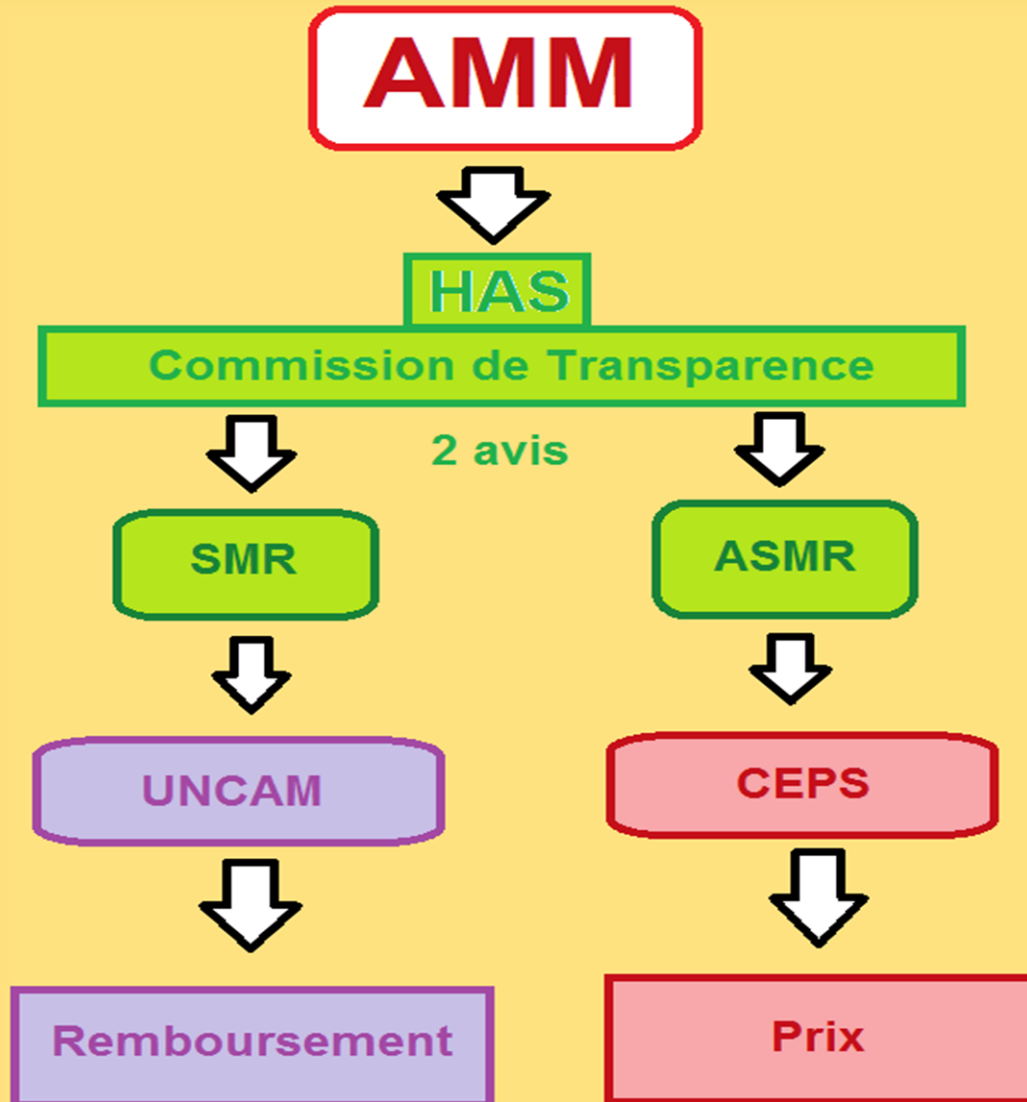 AMM
HAS
Commission de Transparence
2 avis
SMR
ASMR
UNCAM
CEPS
Remboursement
Prix